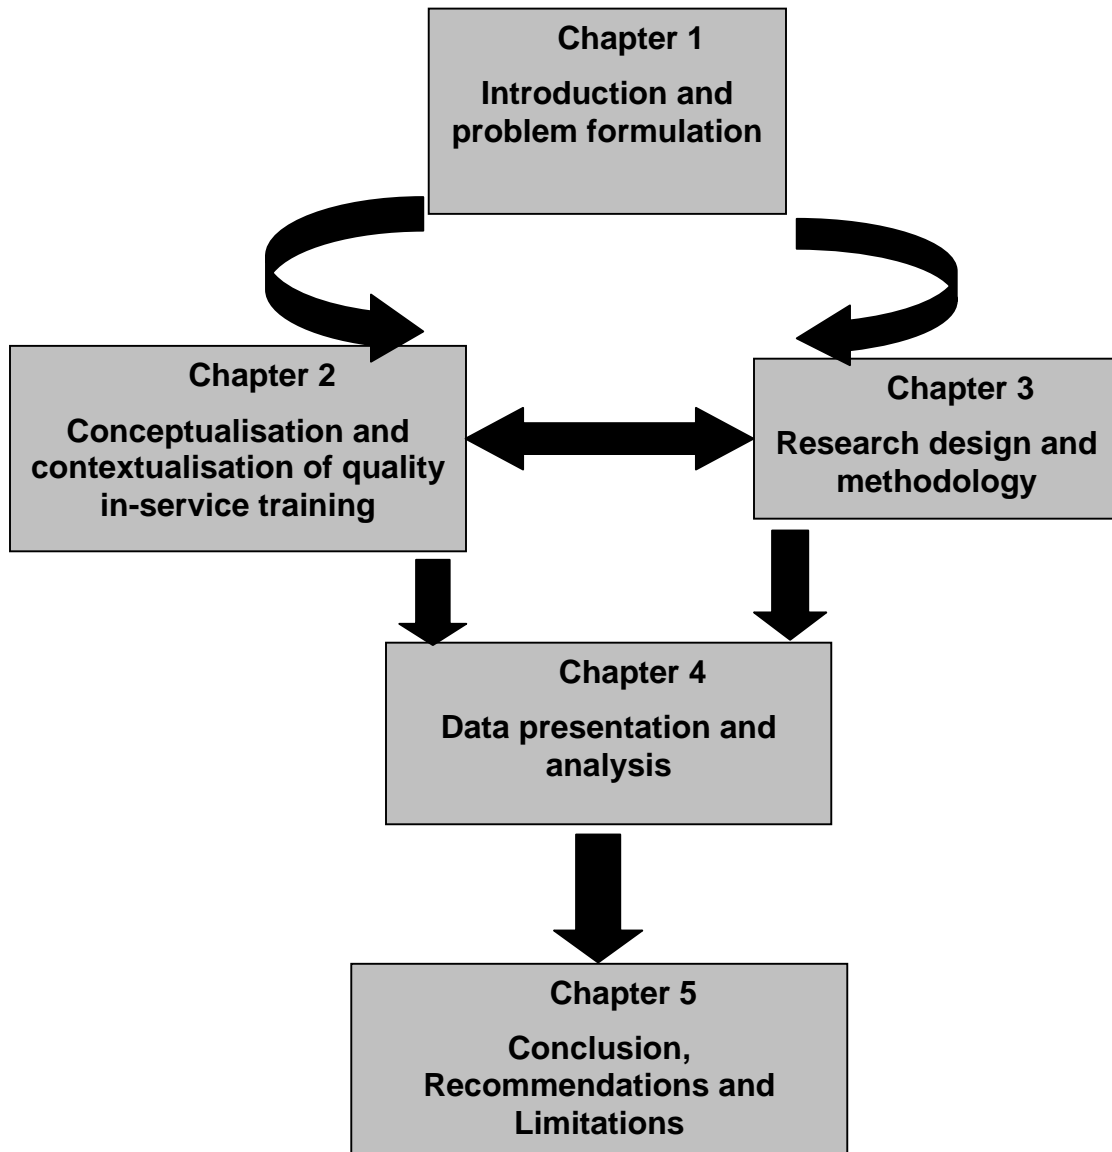 Chapter 1
Introduction and
problem formulation
Chapter 2
Conceptualisation and
contextualisation of quality
in-service training
Chapter 3
Research design and
methodology
Chapter 4
Data presentation and
analysis
Chapter 5
Conclusion,
Recommendations and
Limitations